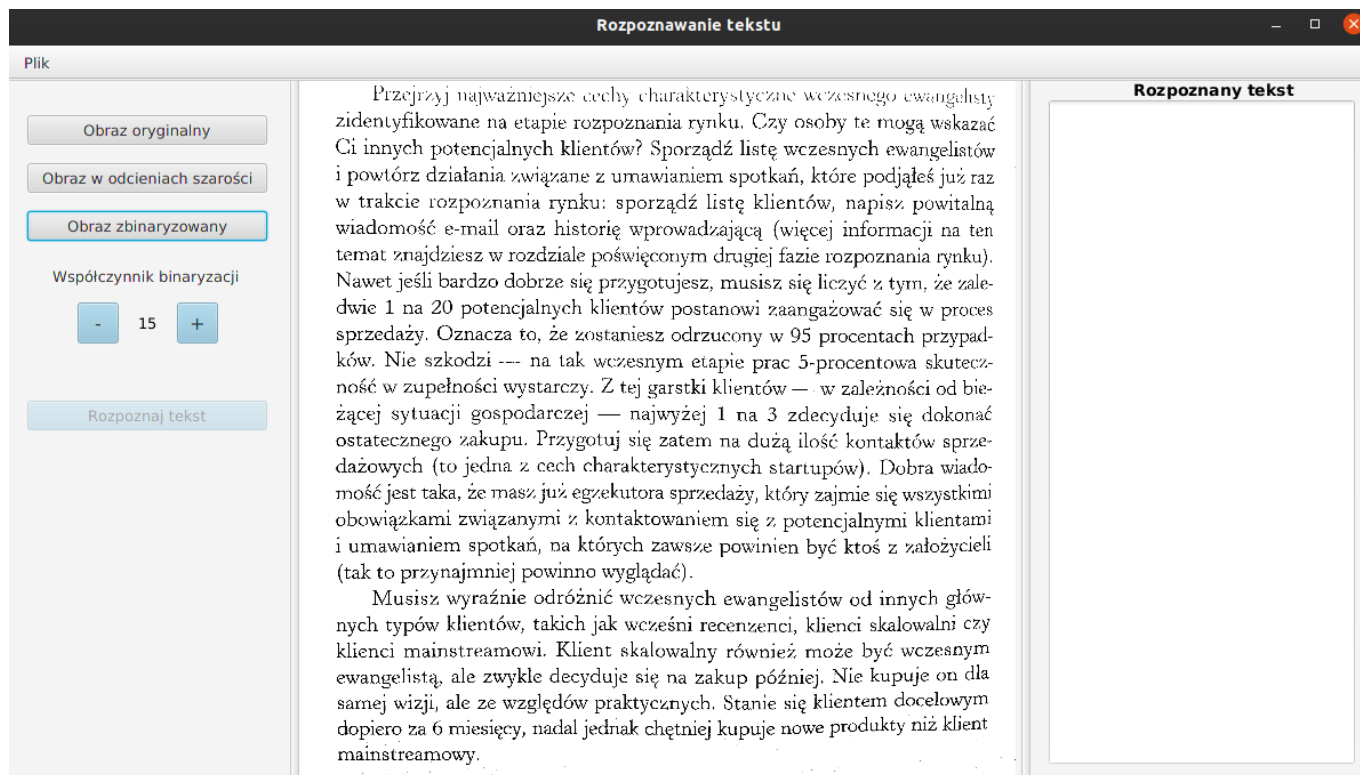 Rozpoznawanie tekstu
Plik
Obraz oryginalny
Obraz w odcieniach szarości
Obraz zbinaryzowany
Współczynnik binaryzacji
- 15 +
Rozpoznaj tekst
Przejrzyj najważniejsze cechy charakterystyczne wczesnego ewangelisty
zidentyfikowane na etapie rozpoznania rynku. Czy osoby te mogą wskazać
Ci innych potencjalnych klientów? Sporządź listę wczesnych ewangelistów
i powtórz działania związane z umawianiem spotkań, które podjąłeś już raz
w trakcie rozpoznania rynku: sporządź listę klientów, napisz powitalną
wiadomość e-mail oraz historię wprowadzającą (więcej informacji na ten
temat znajdziesz w rozdziale poświęconym drugiej fazie rozpoznania rynku).
Nawet jeśli bardzo dobrze się przygotujesz, musisz się liczyć z tym, że zale-
dwie 1 na 20 potencjalnych klientów postanowi zaangażować się w proces
sprzedaży. Oznacza to, że zostaniesz odrzucony w 95 procentach przypad-
ków. Nie szkodzi — na tak wczesnym etapie prac 5-procentowa skutecz-
ność w zupełności wystarczy. Z tej garstki klientów — w zależności od bie-
żącej sytuacji gospodarczej — najwyżej 1 na 3 zdecyduje się dokonać
ostatecznego zakupu. Przygotuj się zatem na dużą ilość kontaktów sprze-
dażowych (to jedna z cech charakterystycznych startupów). Dobra wiado-
mość jest taka, że masz już egzekutora sprzedaży, który zajmie się wszystkimi
obowiązkami związanymi z kontaktowaniem się z potencjalnymi klientami
i umawianiem spotkań, na których zawsze powinien być ktoś z założycieli
(tak to przynajmniej powinno wyglądać).
Musisz wyraźnie odróżnić wczesnych ewangelistów od innych głów-
nych typów klientów, takich jak wcześni recenzenci, klienci skalowalni czy
klienci mainstreamowi. Klient skalowalny również może być wczesnym
ewangelistą, ale zwykle decyduje się na zakup później. Nie kupuje on dla
samej wizji, ale ze względów praktycznych. Stanie się klientem docelowym
dopiero za 6 miesięcy, nadal jednak chętniej kupuje nowe produkty niż klient
mainstreamowy.
Rozpoznany tekst